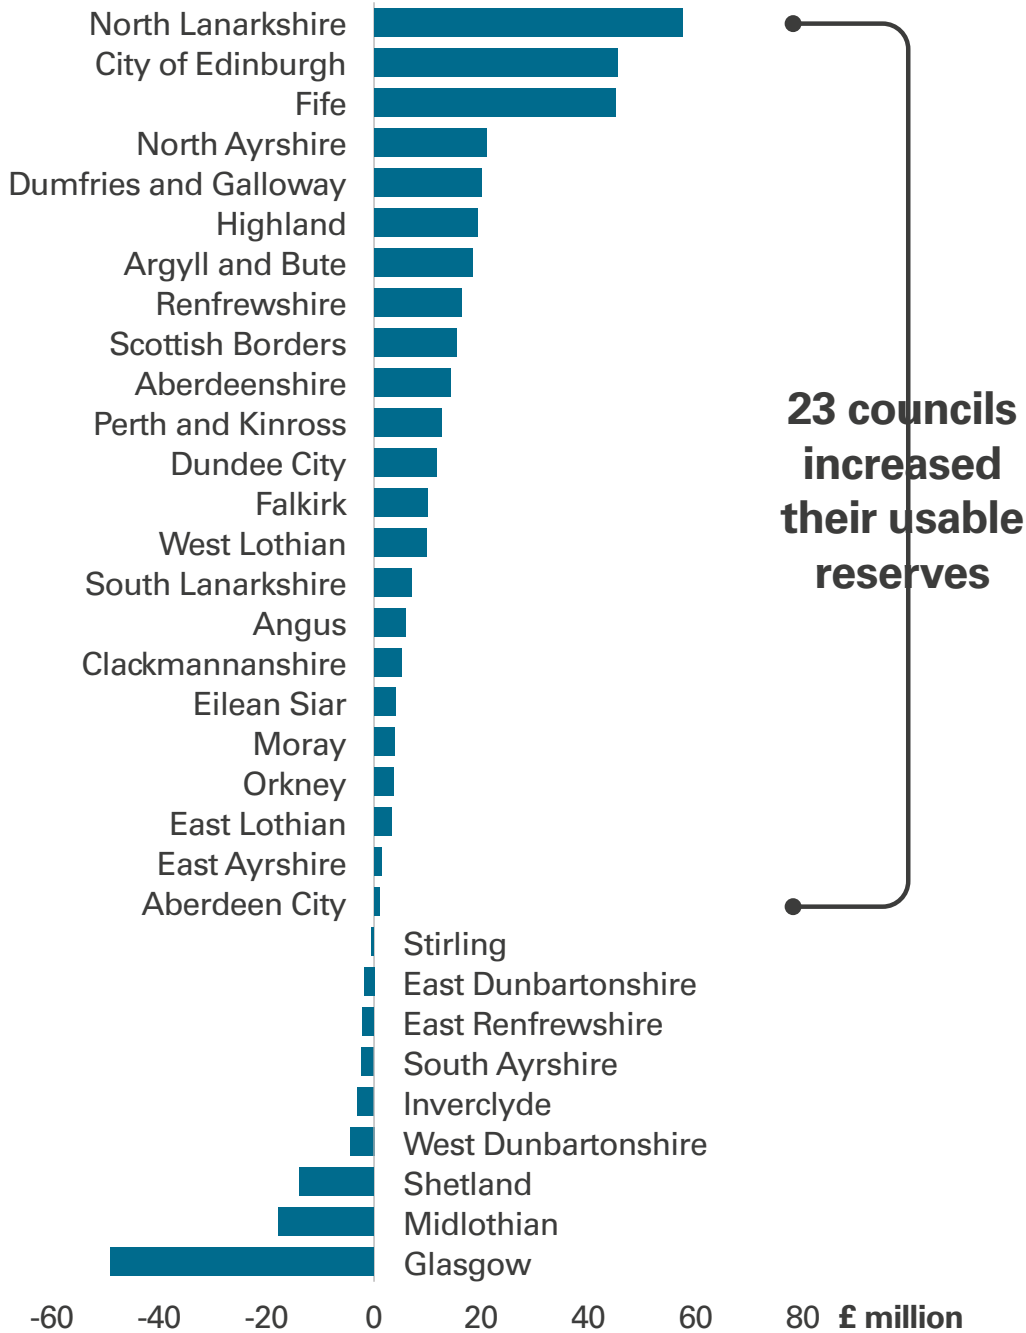 North Lanarkshire
City of Edinburgh
Fife
North Ayrshire
Dumfries and Galloway
Highland
Argyll and Bute
Renfrewshire
Scottish Borders
Aberdeenshire
Perth and Kinross
Dundee City
Falkirk
West Lothian
South Lanarkshire
Angus
Clackmannanshire
Eilean Siar
Moray
Orkney
East Lothian
East Ayrshire
Aberdeen City
23 councils
increased
their usable
reserves
Stirling
East Dunbartonshire
East Renfrewshire
South Ayrshire
Inverclyde
West Dunbartonshire
Shetland
Midlothian
Glasgow
-60 -40 -20 0 20 40 60 80 £ million